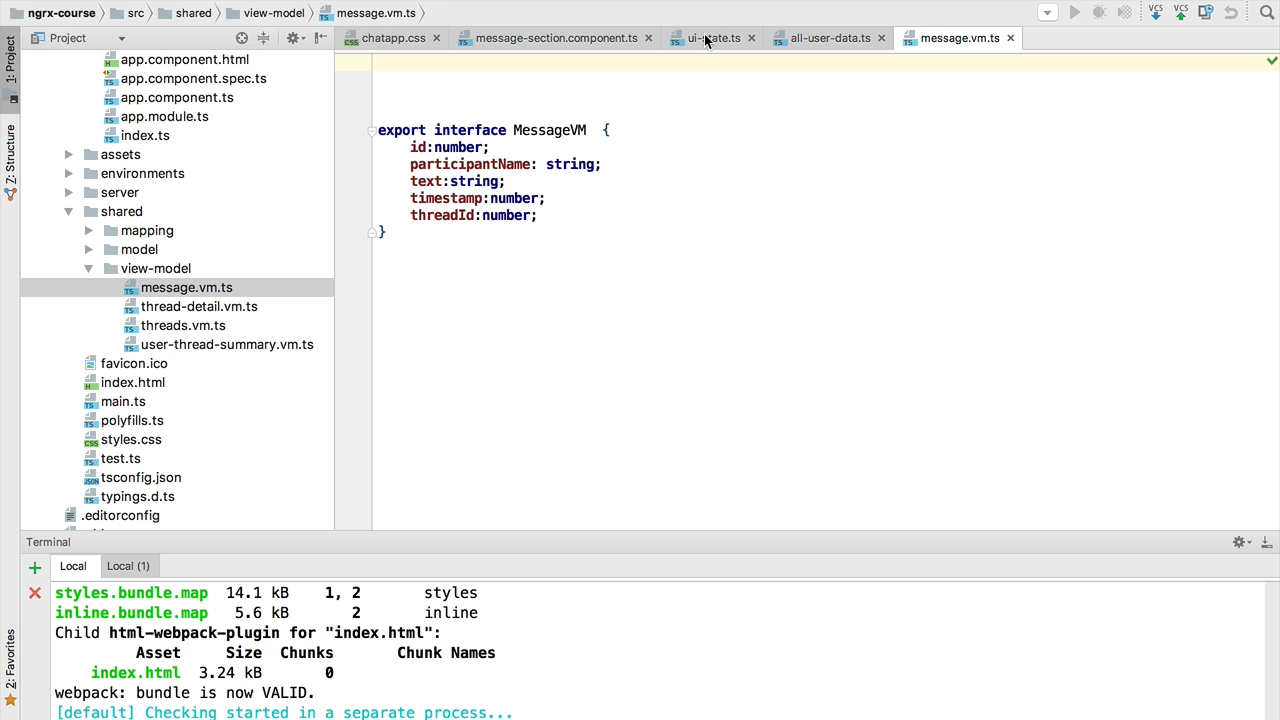 ngrx-course src shared view-model message.vm.ts
VCS VCS
1: Project
Z: Structure
2: Favorites
Project
chatapp.css message-section.component.ts all-user-data.ts message.vm.ts
app.component.html
app.component.spec.ts
app.component.ts
app.module.ts
index.ts
assets
environments
server
shared
mapping
model
view-model
message.vm.ts
thread-detail.vm.ts
threads.vm.ts
user-thread-summary.vm.ts
favicon.ico
index.html
main.ts
polyfills.ts
styles.css
test.ts
tsconfig.json
typings.d.ts
.editorconfig
export interface MessageVM {
id:number;
participantName: string;
text:string;
timestamp:number;
threadId:number;
}
Terminal
Local Local (1)
styles.bundle.map 14.1 kB 1, 2 styles
inline.bundle.map 5.6 kB 2 inline
Child html-webpack-plugin for "index.html":
Asset Size Chunks Chunk Names
index.html 3.24 kB 0
webpack: bundle is now VALID.
[default] Checking started in a separate process...